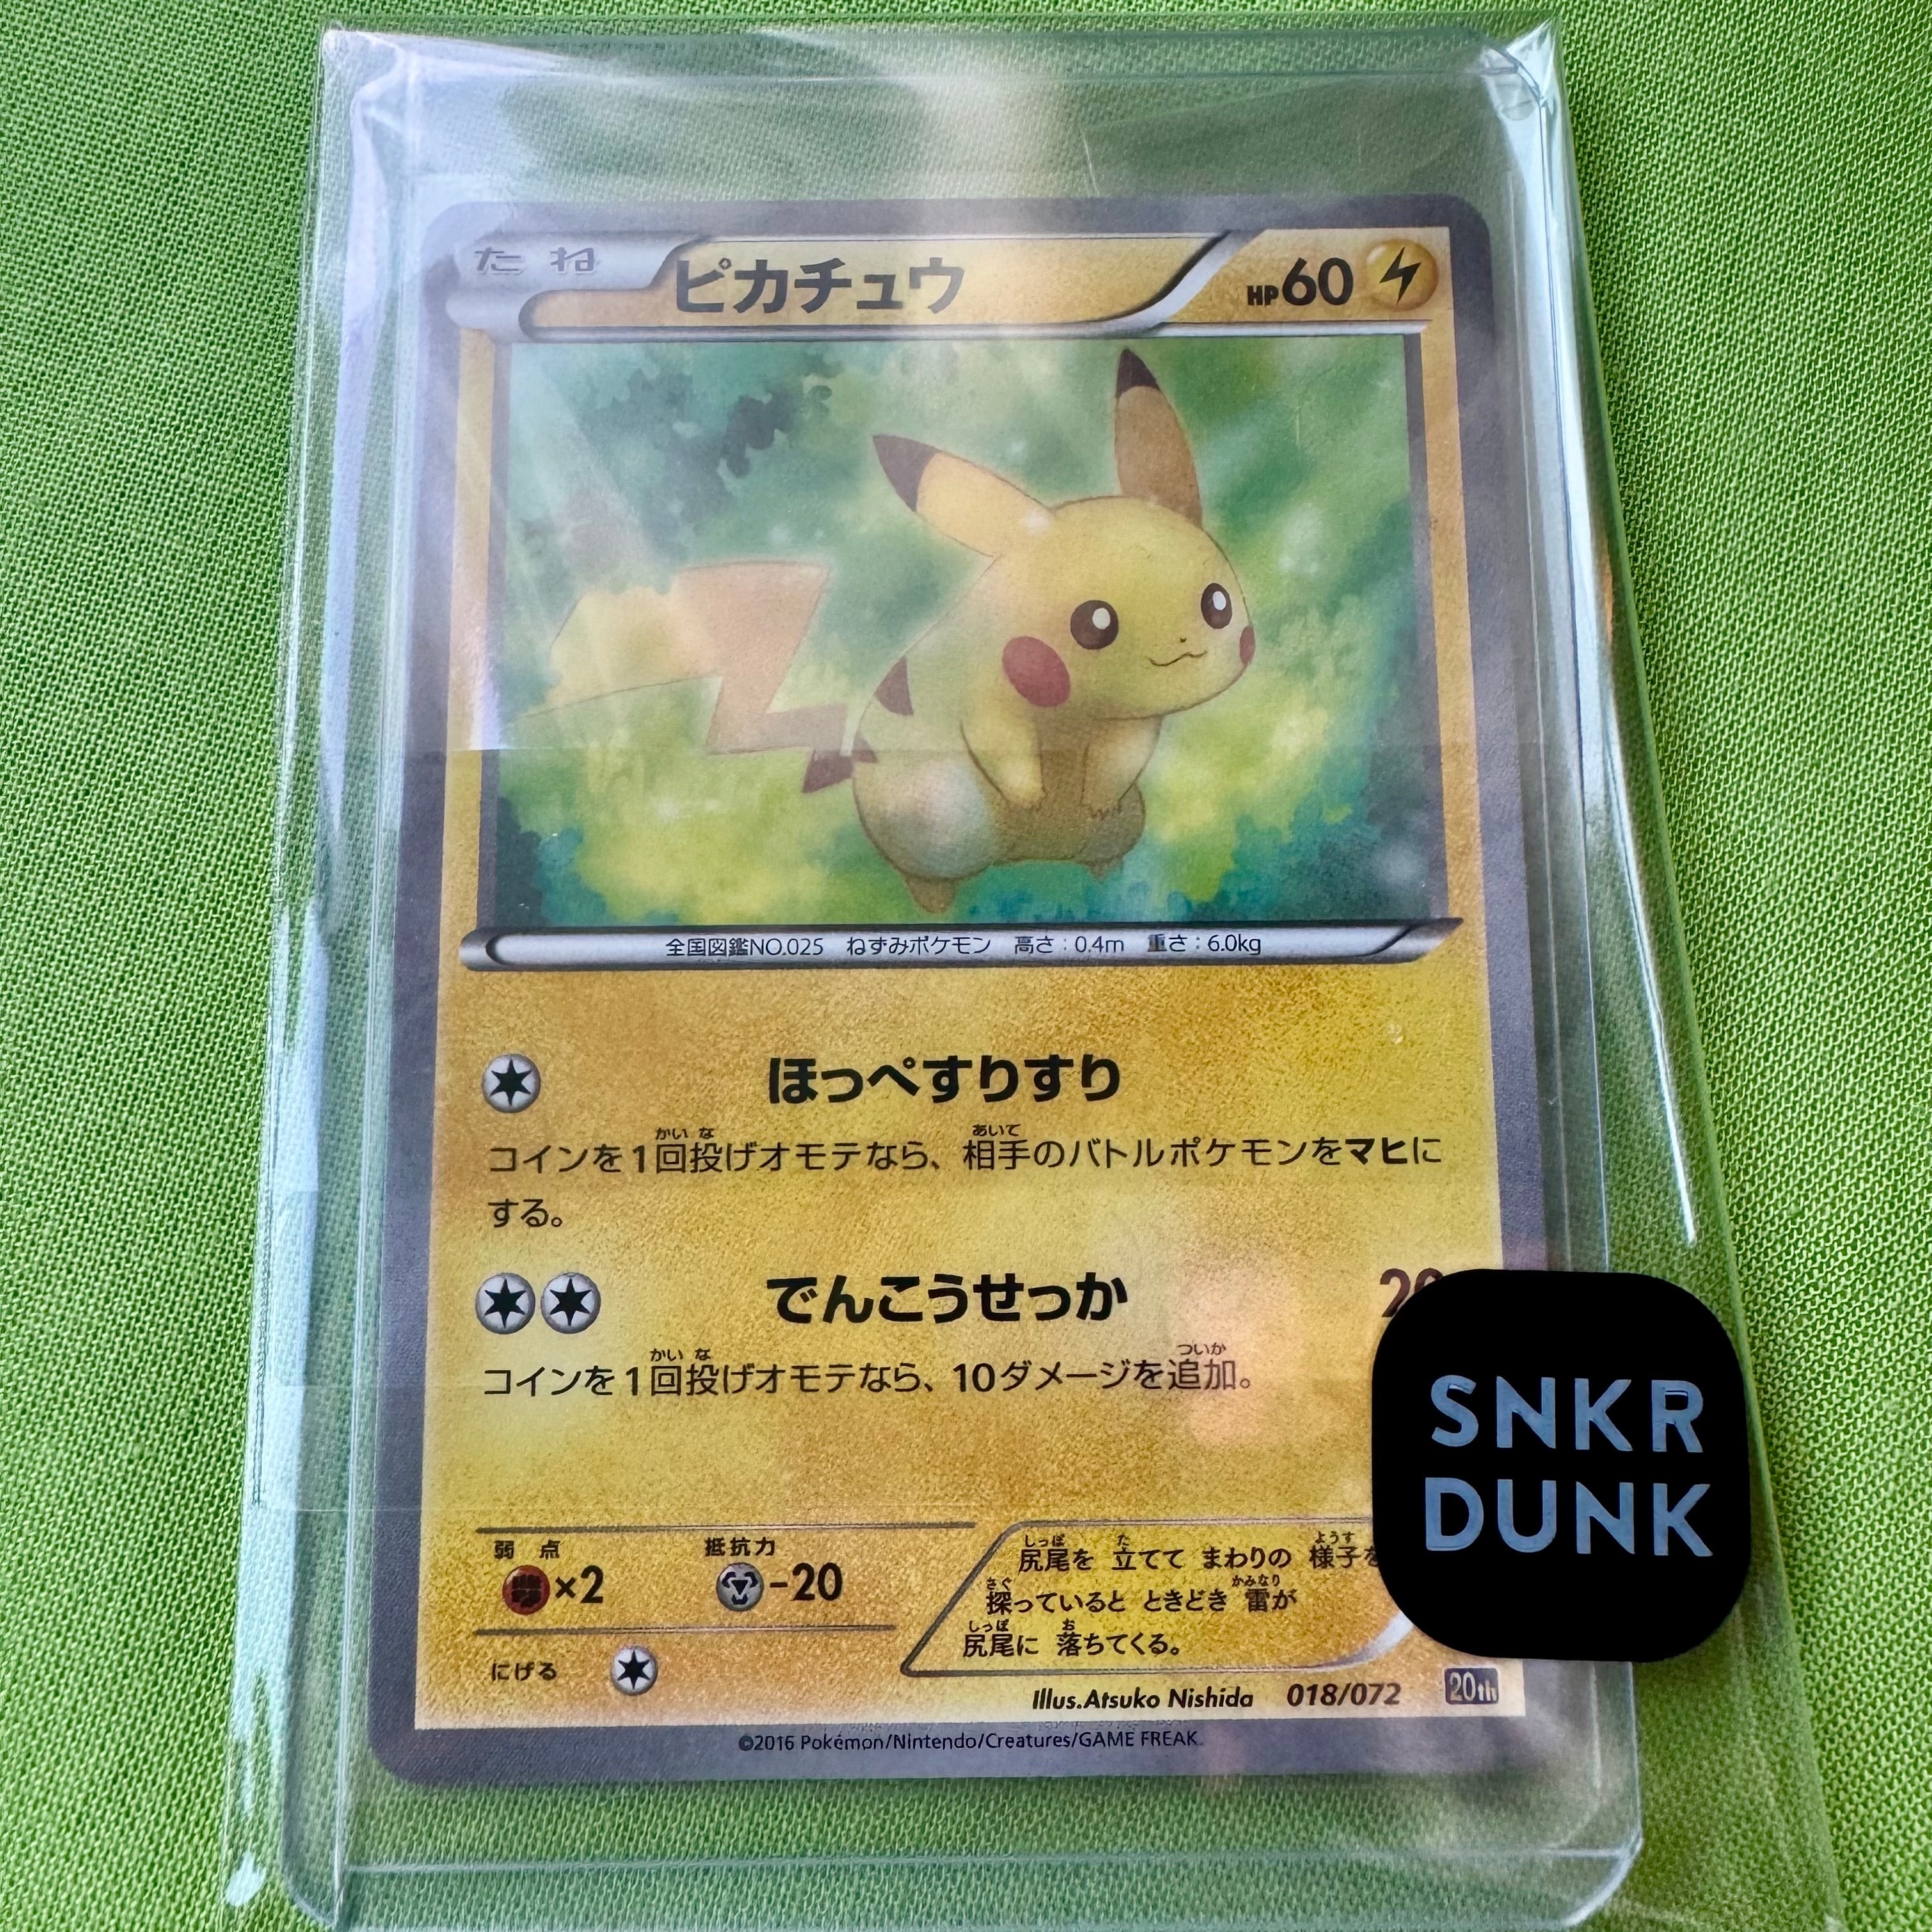 たね
ピカチュウ
HP60
全国図鑑NO.025 ねずみポケモン 高さ:0.4m 重さ:6.0kg
ほっぺすりすり
コインを1回投げオモテなら、相手のバトルポケモンをマヒに
する。
でんこうせっか
コインを1回投げオモテなら、10ダメージを追加。
弱点 抵抗力
×2 -20
にげる
尻尾を 立てて まわりの 様子を
探っていると ときどき 雷が
尻尾に 落ちてくる。
Illus.Atsuko Nishida 018/072 20th
©2016 Pokémon/Nintendo/Creatures/GAME FREAK.
SNKR
DUNK